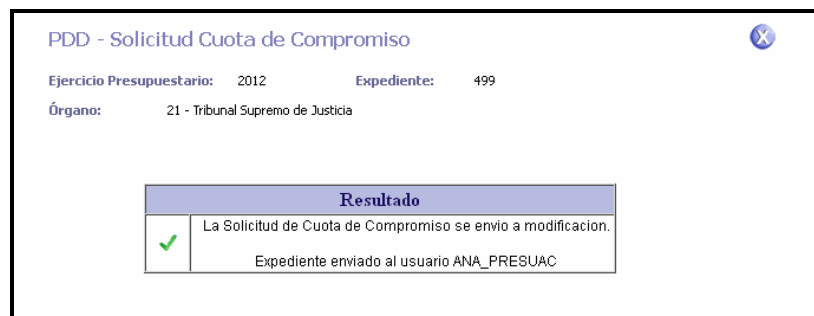 PDD - Solicitud Cuota de Compromiso
Ejercicio Presupuestario: 2012 Expediente: 499
Órgano: 21 - Tribunal Supremo de Justicia
Resultado
La Solicitud de Cuota de Compromiso se envio a modificacion.
Expediente enviado al usuario ANA_PRESUAC